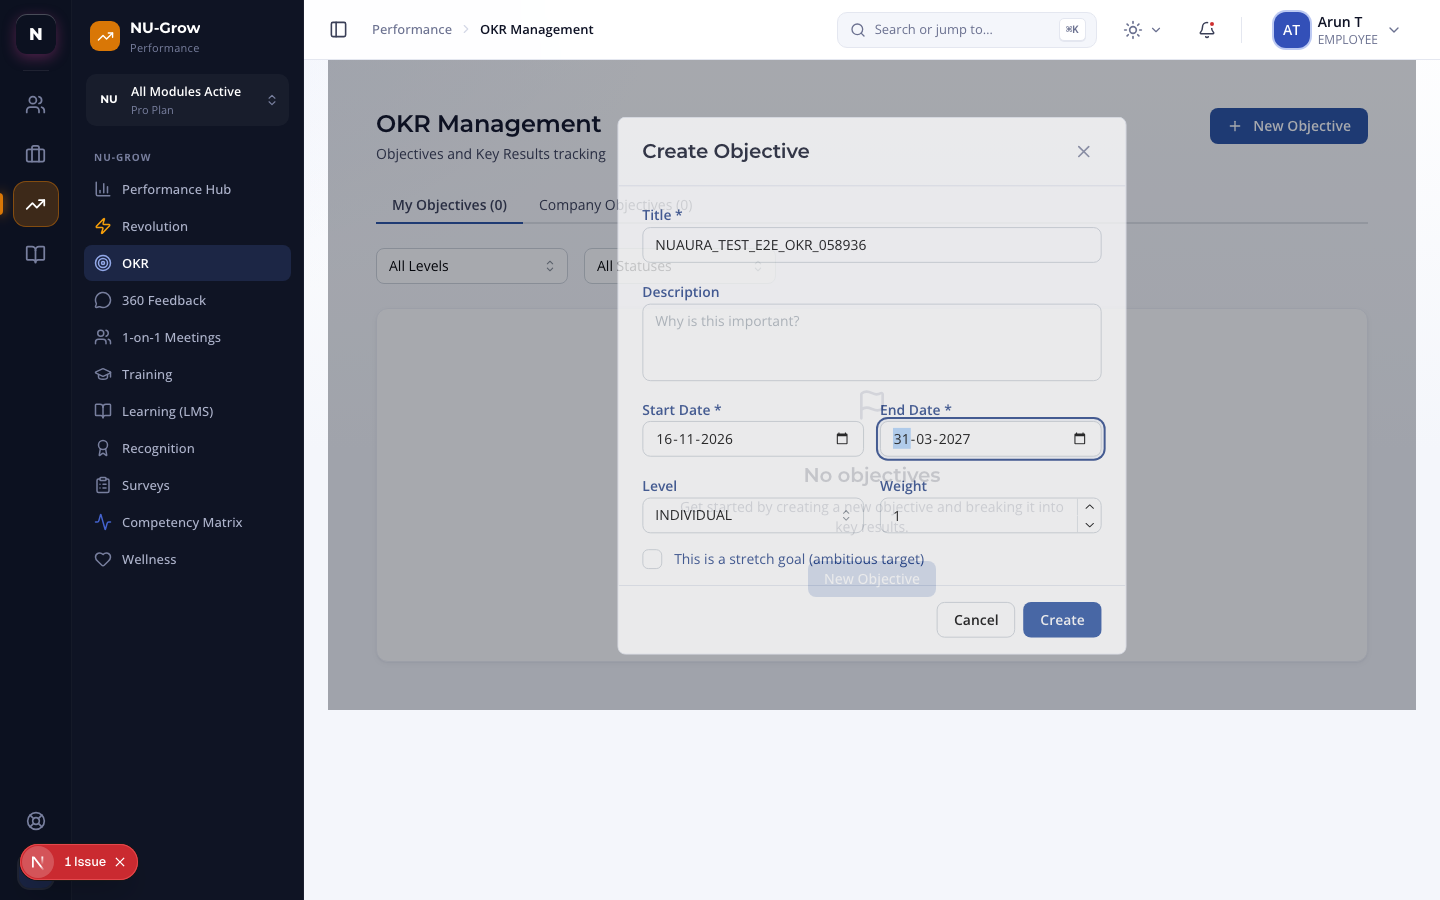 N
NU-Grow
Performance
NU
All Modules Active
Pro Plan
NU-GROW
Performance Hub
Revolution
OKR
360 Feedback
1-on-1 Meetings
Training
Learning (LMS)
Recognition
Surveys
Competency Matrix
Wellness
N
1 Issue
Performance
OKR Management
Search or jump to...
⌘K
AT
Arun T
EMPLOYEE
OKR Management
Objectives and Key Results tracking
New Objective
My Objectives (0)
Company Objectives (0)
All Levels
All Statuses
Create Objective
Title *
NUAURA_TEST_E2E_OKR_058936
Description
Why is this important?
Start Date *
End Date *
16-11-2026
31-03-2027
No objectives
Level
Weight
Get started by creating a new objective and breaking it into
key results.
INDIVIDUAL
1
This is a stretch goal (ambitious target)
New Objective
Cancel
Create